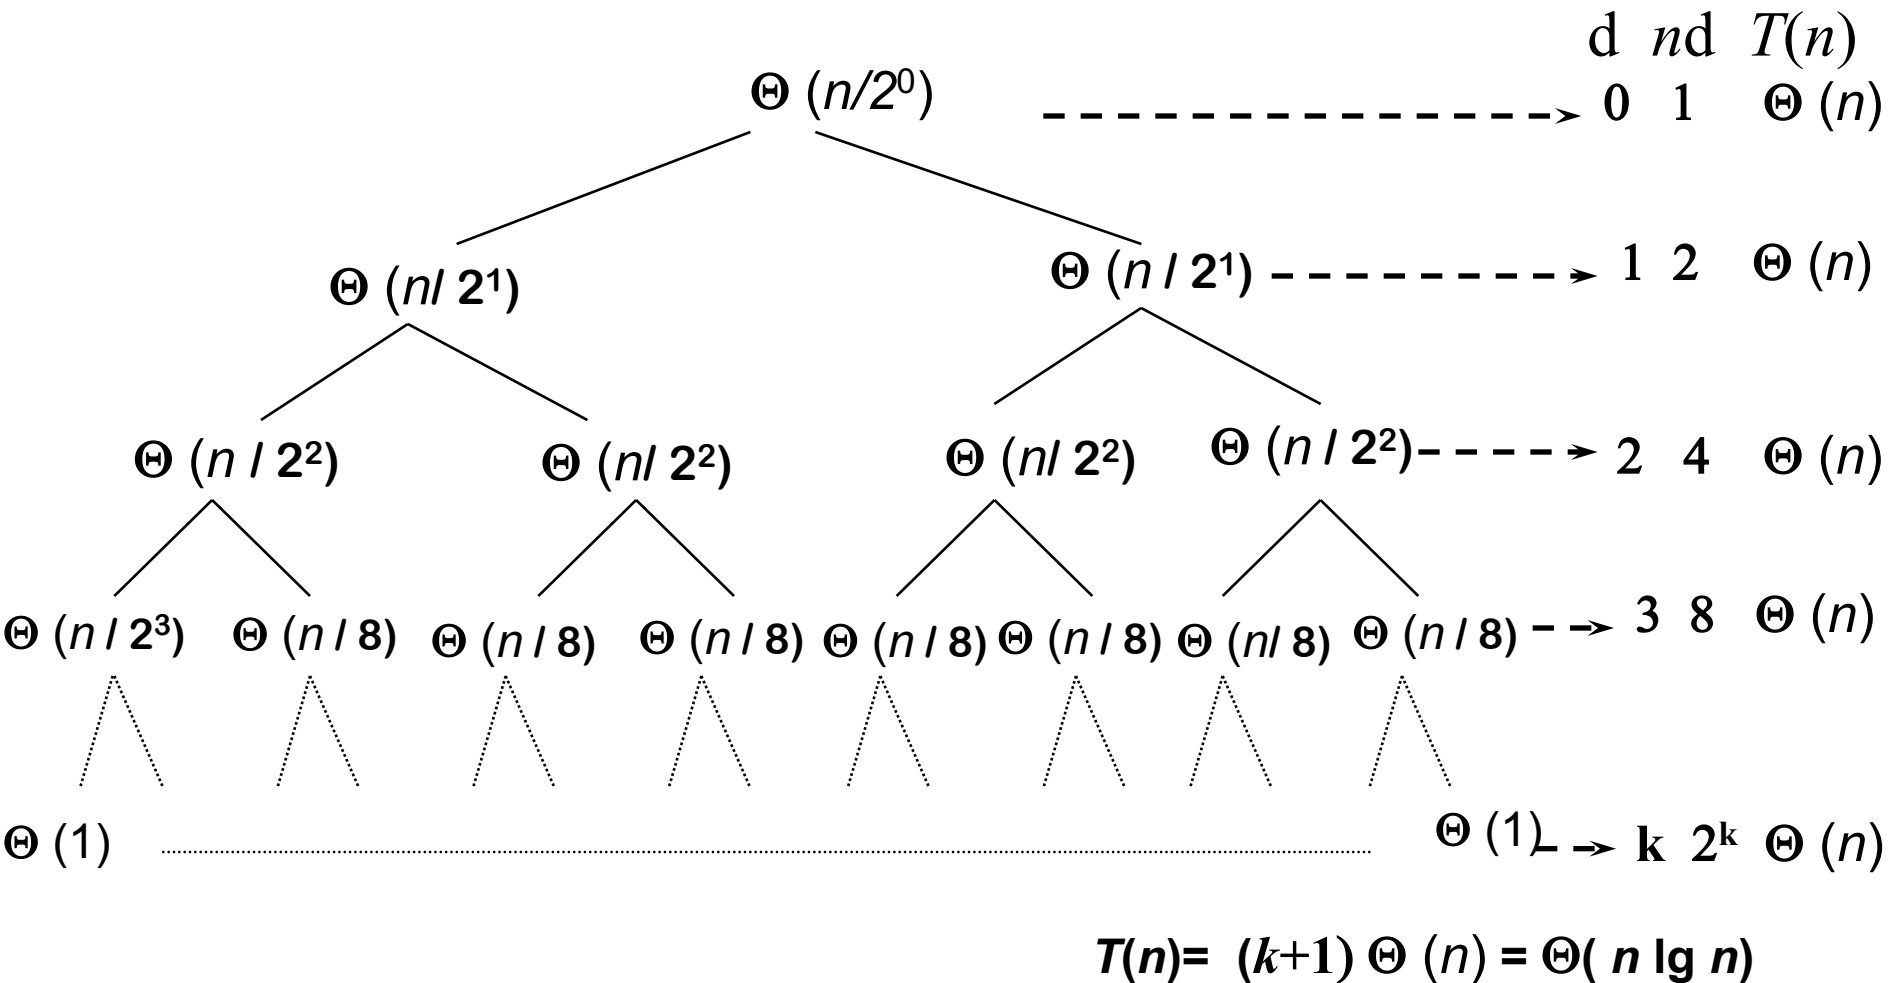 d nd T(n)
Θ (n/2⁰) 0 1 Θ (n)
Θ (n/ 2¹) Θ (n / 2¹) 1 2 Θ (n)
Θ (n / 2²) Θ (n/ 2²) Θ (n/ 2²) Θ (n / 2²) 2 4 Θ (n)
Θ (n / 2³) Θ (n / 8) Θ (n / 8) Θ (n / 8) Θ (n / 8) Θ (n / 8) Θ (n/ 8) Θ (n / 8) 3 8 Θ (n)
Θ (1) Θ (1) k 2ᵏ Θ (n)
T(n)= (k+1) Θ (n) = Θ( n lg n)